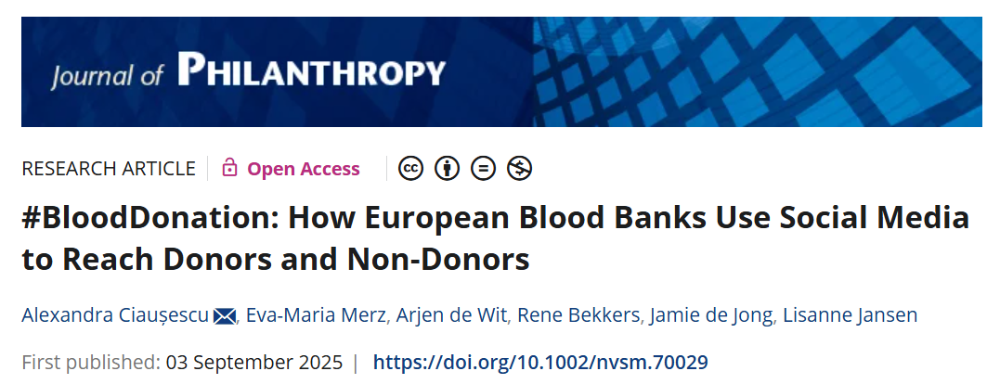 Journal of PHILANTHROPY
RESEARCH ARTICLE Open Access cc
#BloodDonation: How European Blood Banks Use Social Media
to Reach Donors and Non-Donors
Alexandra Ciaușescu, Eva-Maria Merz, Arjen de Wit, Rene Bekkers, Jamie de Jong, Lisanne Jansen
First published: 03 September 2025 | https://doi.org/10.1002/nvsm.70029